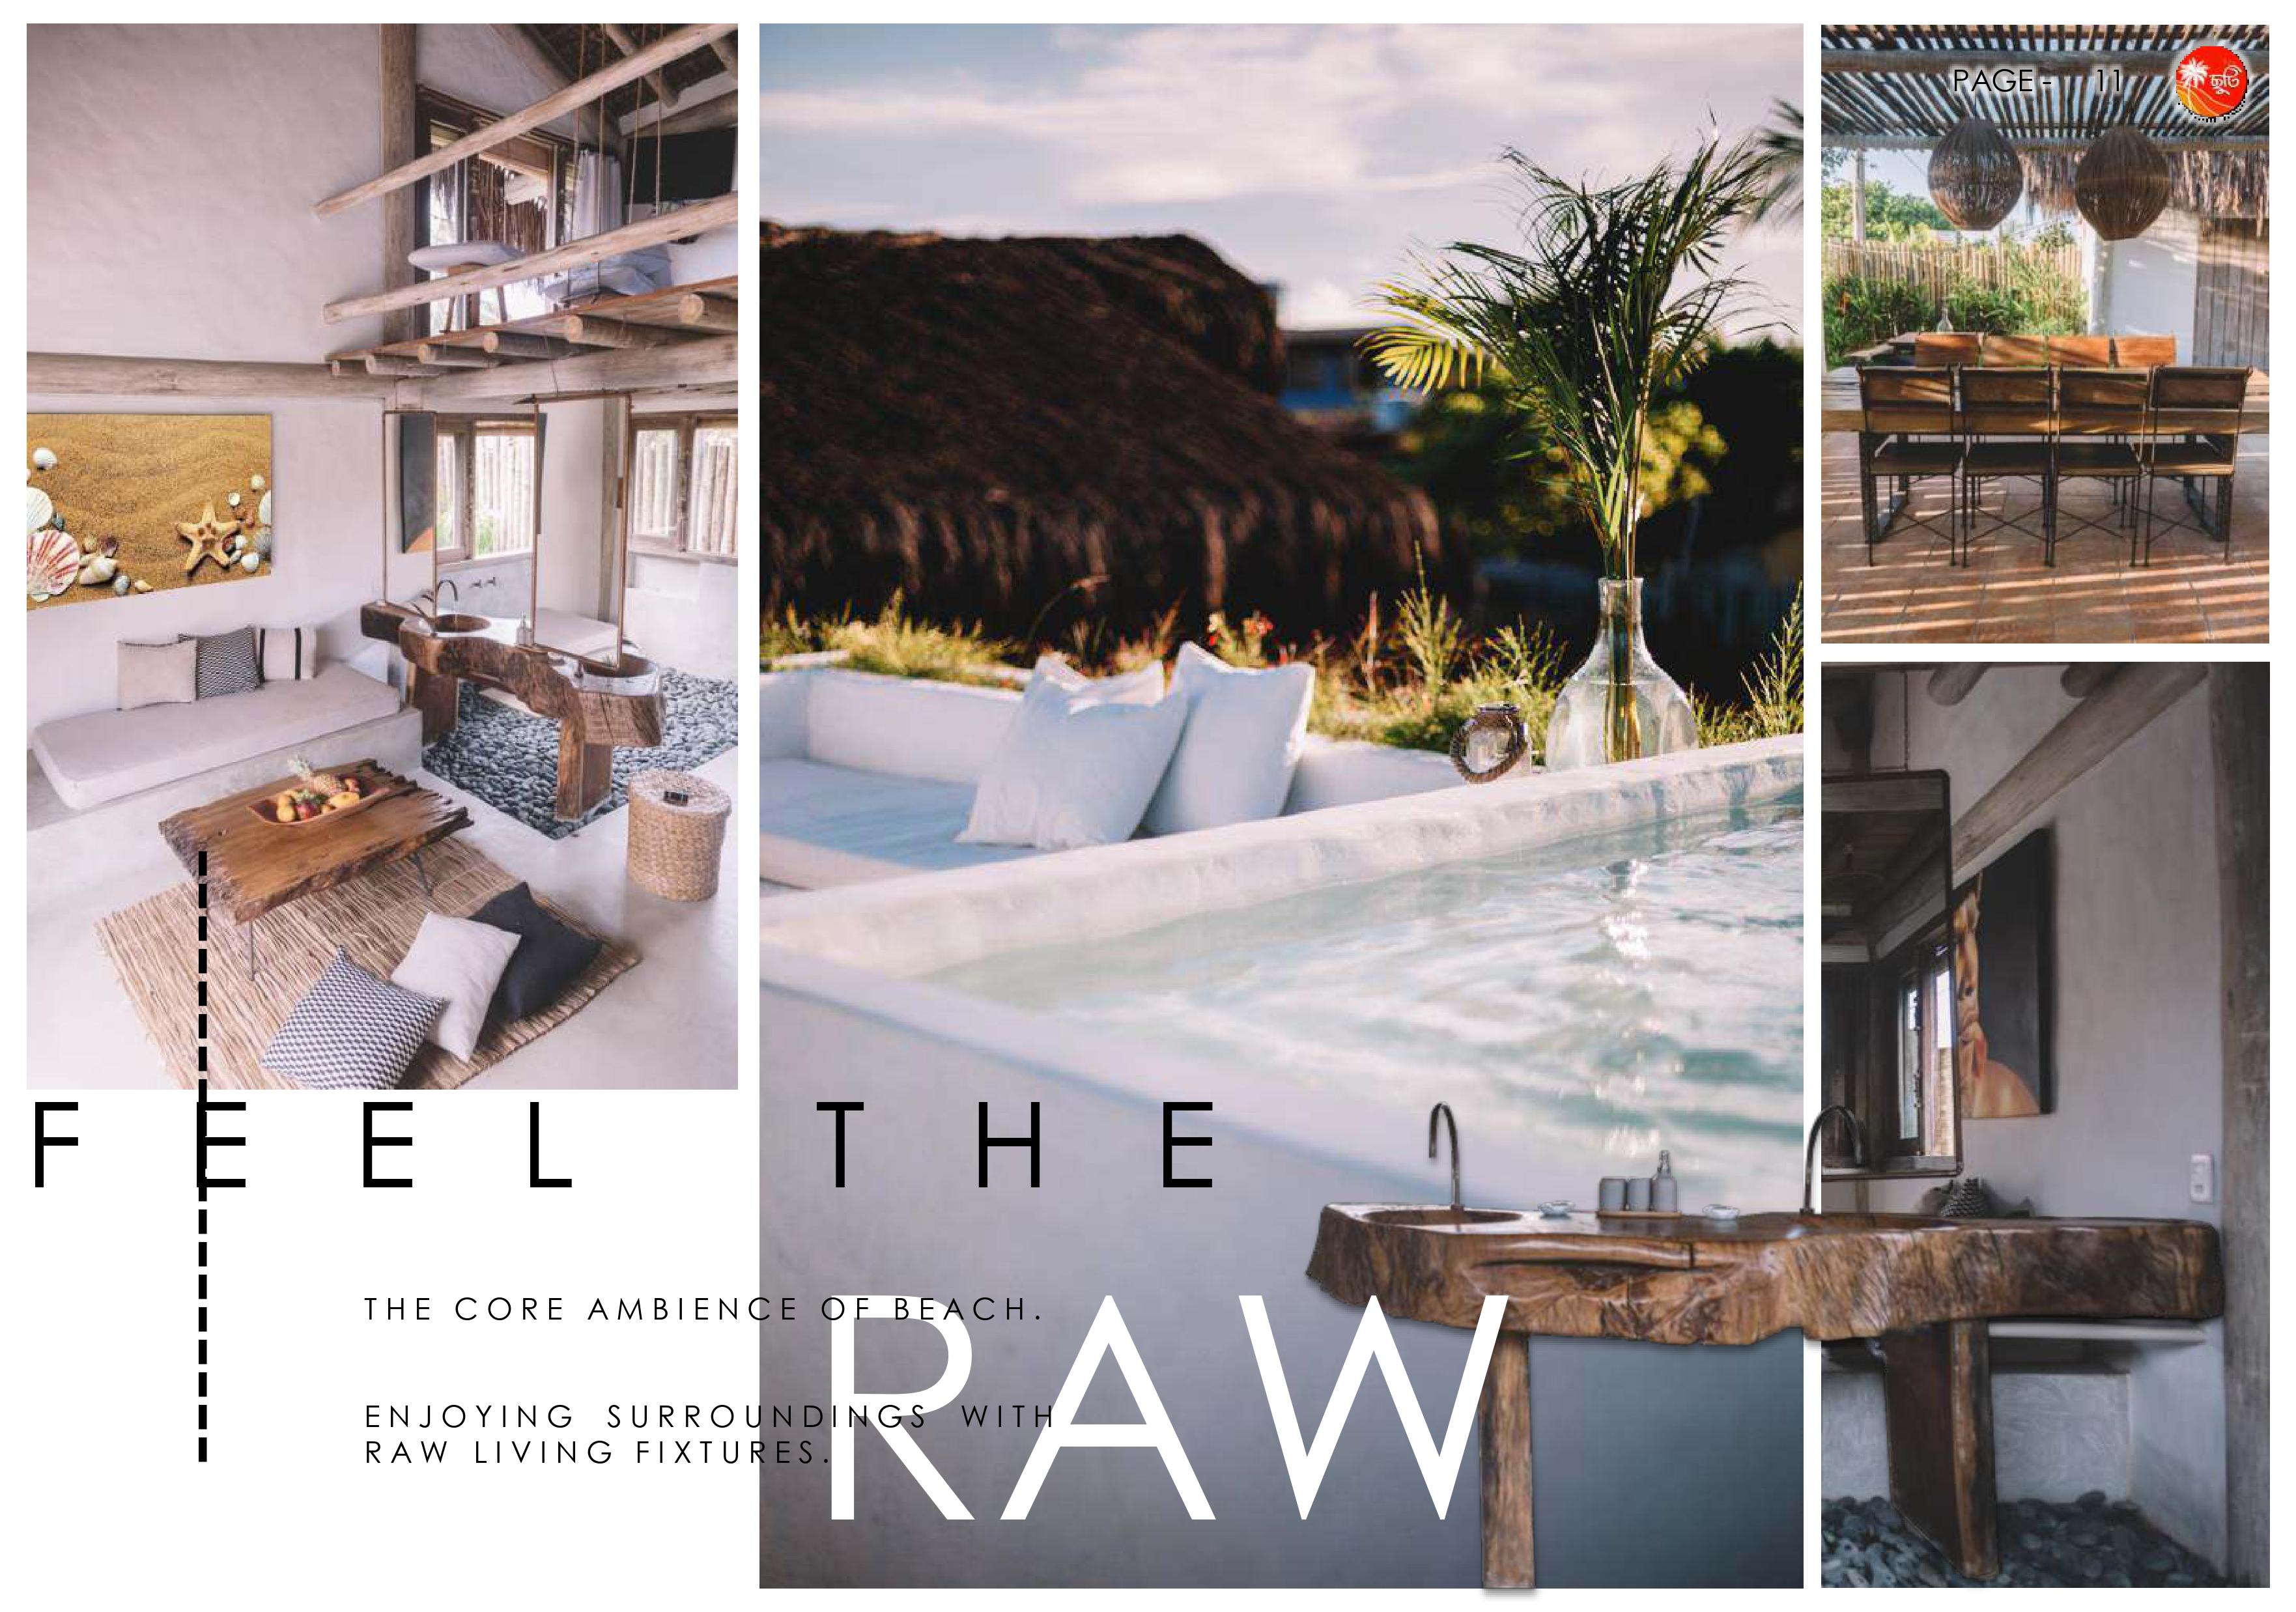 PAGE - 11
ছুটি
FEEL THE
RAW
THE CORE AMBIENCE OF BEACH.
ENJOYING SURROUNDINGS WITH
RAW LIVING FIXTURES.